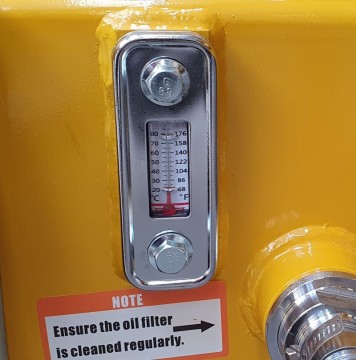 80 176
70 158
60 140
50 122
40 104
30 86
20 68
°C °F
NOTE
Ensure the oil filter
is cleaned regularly.